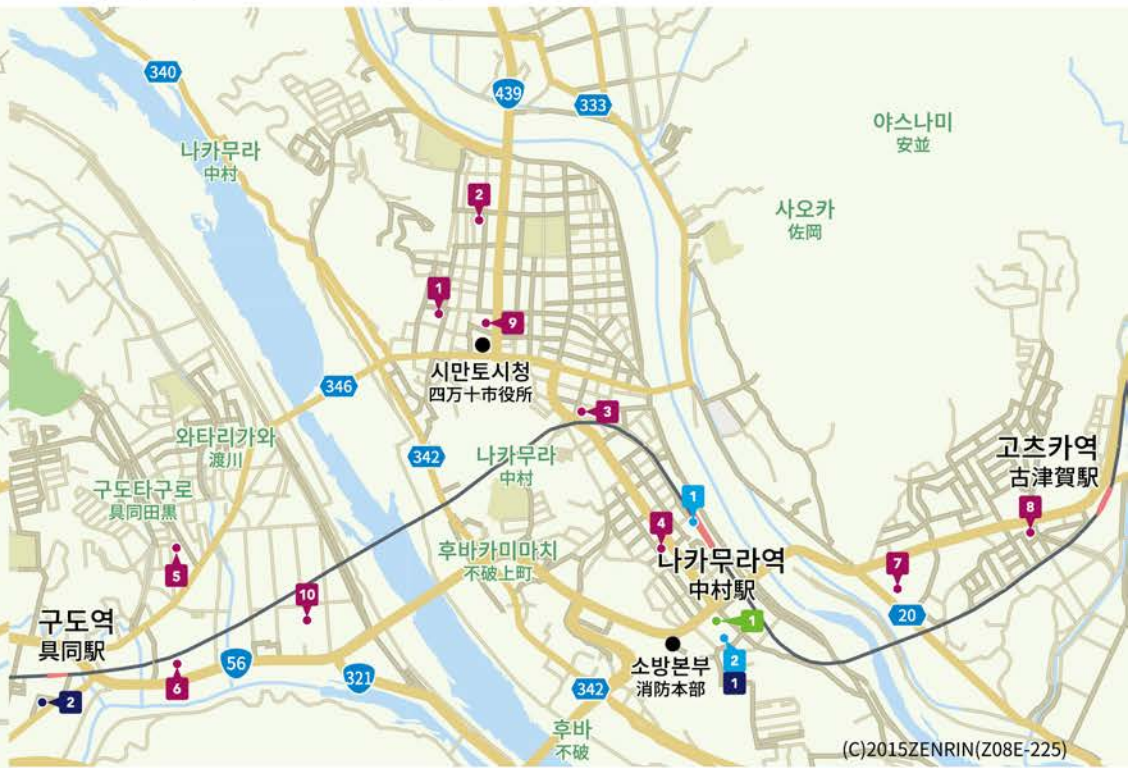 340
439
333
야스나미
安並
나카무라
中村
2
사오카
佐岡
1
9
시만토시청
四万十市役所
346
3
와타리가와
渡川
342
나카무라
中村
고츠카역
古津賀駅
구도타구로
具同田黒
1
8
4
후바카미마치
不破上町
나카무라역
中村駅
5
7
10
20
1
구도역
具同駅
56
321
소방본부
消防本部
2
1
6
2
342
후바
不破
(C)2015ZENRIN(Z08E-225)